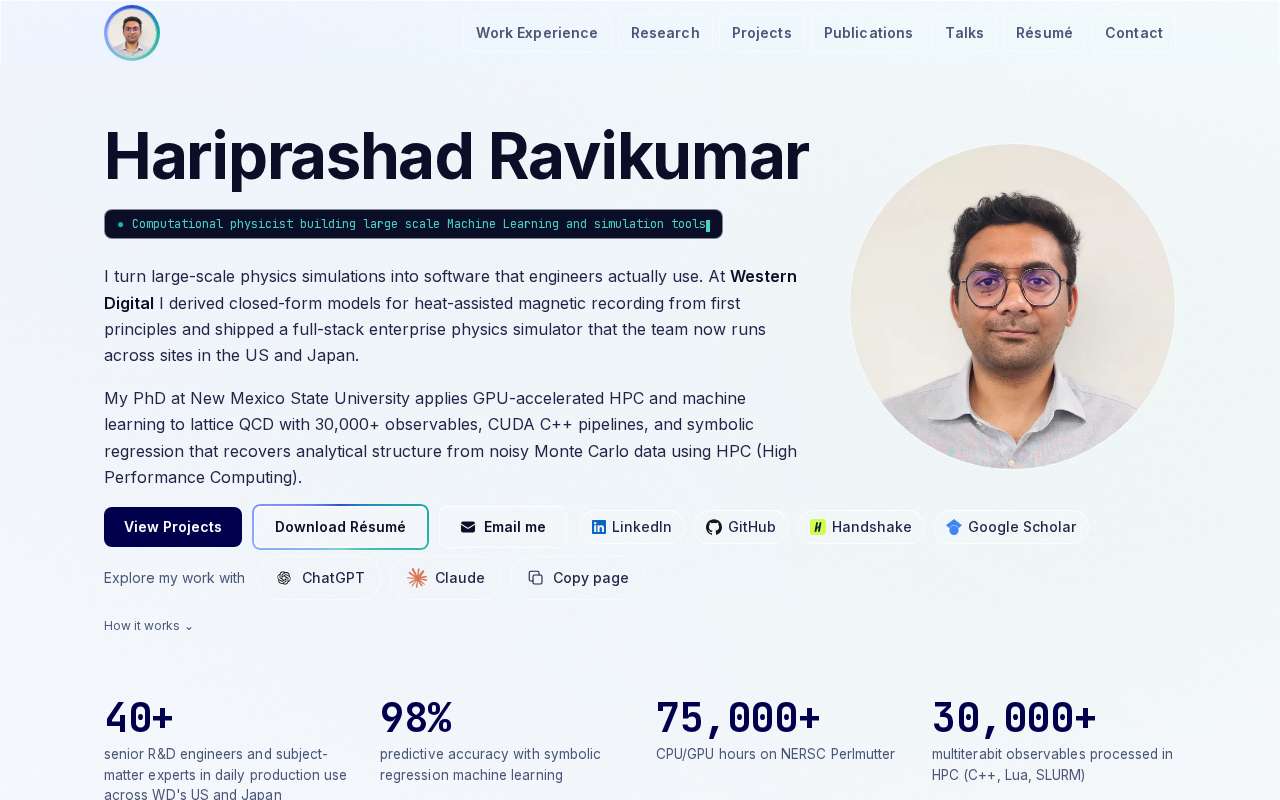 Work Experience Research Projects Publications Talks Résumé Contact
Hariprashad Ravikumar
Computational physicist building large scale Machine Learning and simulation tools
I turn large-scale physics simulations into software that engineers actually use. At Western
Digital I derived closed-form models for heat-assisted magnetic recording from first
principles and shipped a full-stack enterprise physics simulator that the team now runs
across sites in the US and Japan.
My PhD at New Mexico State University applies GPU-accelerated HPC and machine
learning to lattice QCD with 30,000+ observables, CUDA C++ pipelines, and symbolic
regression that recovers analytical structure from noisy Monte Carlo data using HPC (High
Performance Computing).
View Projects Download Résumé Email me LinkedIn GitHub Handshake Google Scholar
Explore my work with ChatGPT Claude Copy page
How it works
40+
senior R&D engineers and subject-
matter experts in daily production use
across WD's US and Japan
98%
predictive accuracy with symbolic
regression machine learning
75,000+
CPU/GPU hours on NERSC Perlmutter
30,000+
multiterabit observables processed in
HPC (C++, Lua, SLURM)